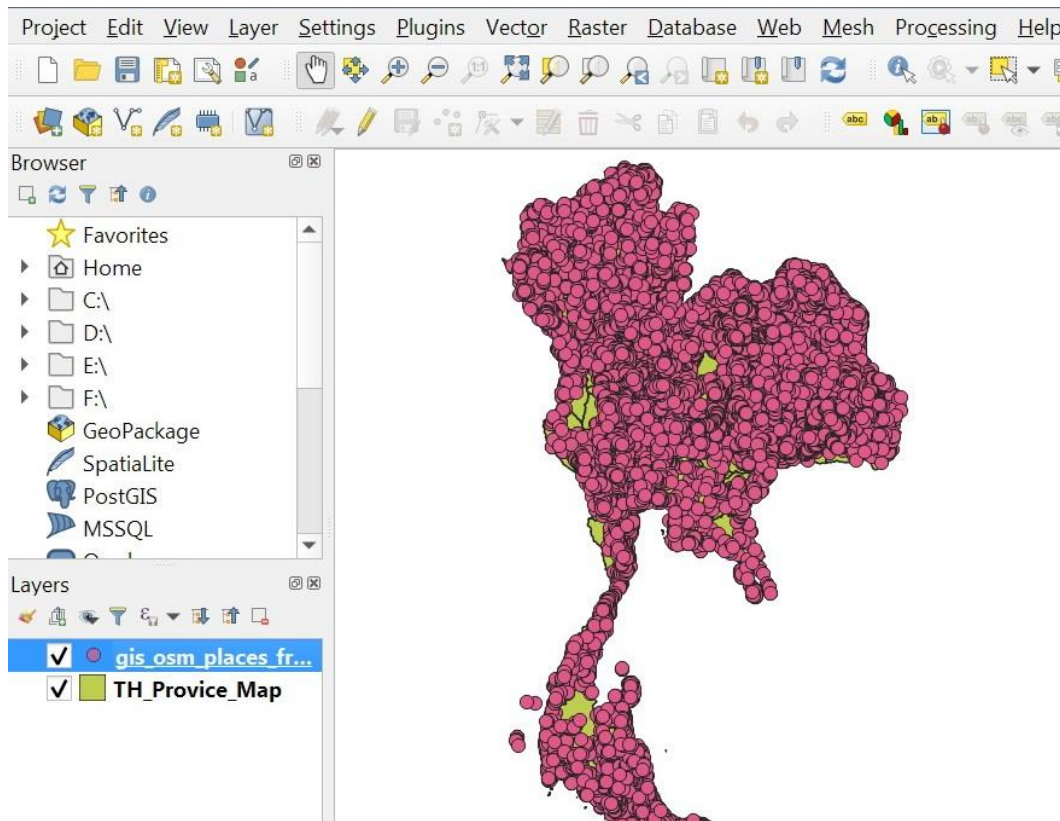 Project Edit View Layer Settings Plugins Vector Raster Database Web Mesh Processing Help
Browser
Favorites
Home
C:\
D:\
E:\
F:\
GeoPackage
SpatiaLite
PostGIS
MSSQL
Layers
gis_osm_places_fr...
TH_Provice_Map